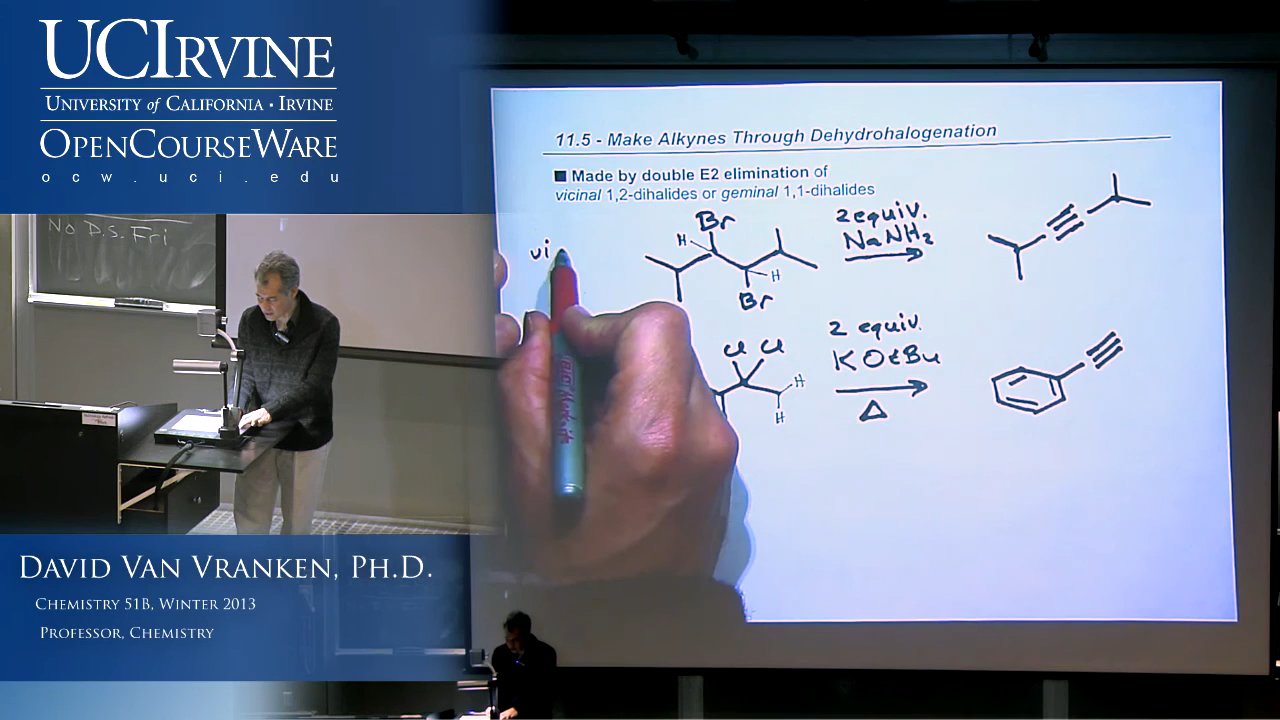 UCIRVINE
UNIVERSITY of CALIFORNIA • IRVINE
OPENCOURSEWARE
ocw.uci.edu
No D.S. Fri
DAVID VAN VRANKEN, PH.D.
CHEMISTRY 51B, WINTER 2013
PROFESSOR, CHEMISTRY
11.5 - Make Alkynes Through Dehydrohalogenation
■ Made by double E2 elimination of
vicinal 1,2-dihalides or geminal 1,1-dihalides
vi
Br
H
H
Br
2 equiv.
NaNH2
Cl Cl
H
H
2 equiv.
KOtBu
Δ